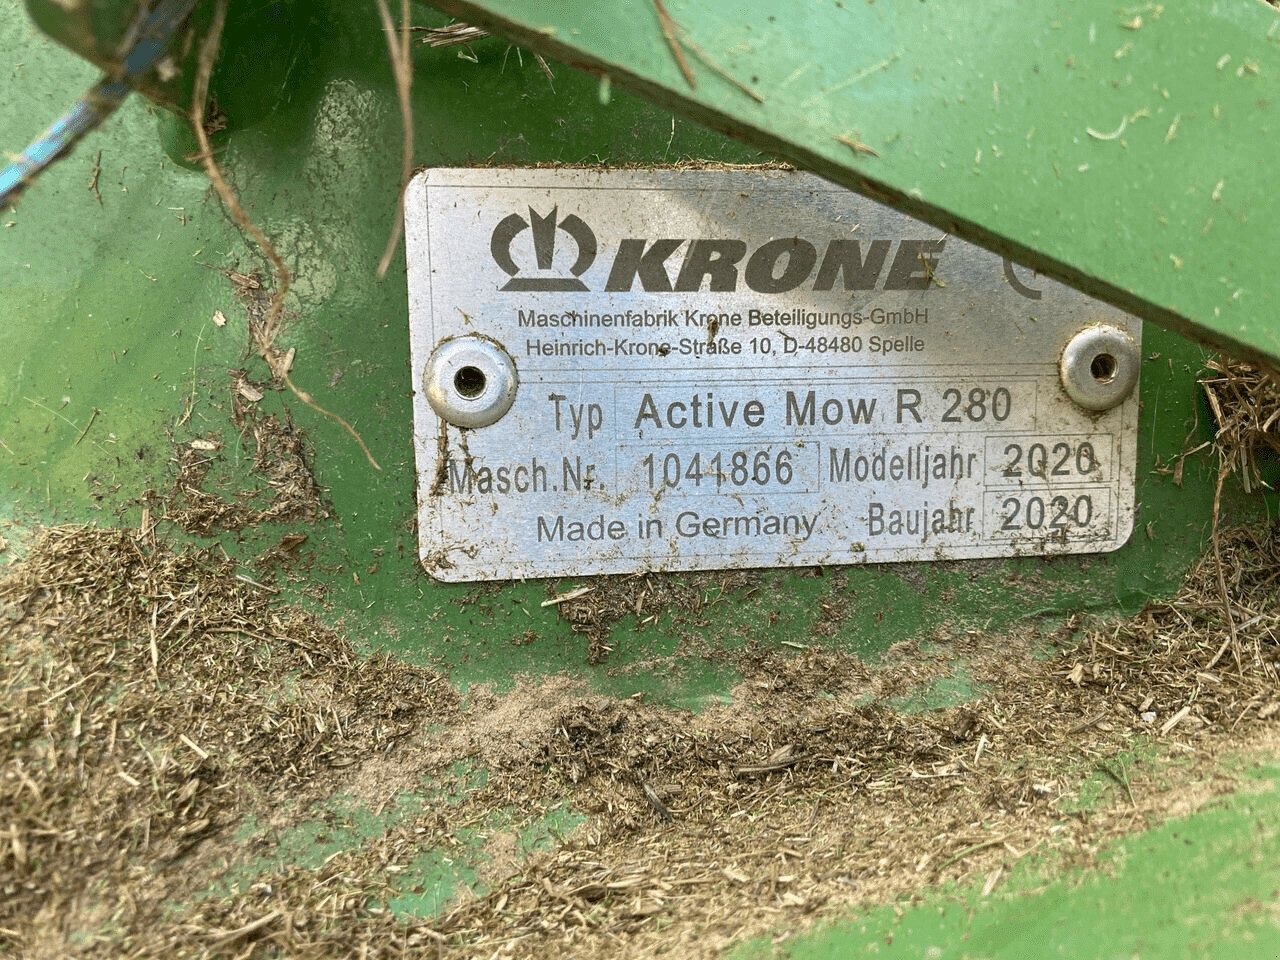 KRONE
Maschinenfabrik Krone Beteiligungs-GmbH
Heinrich-Krone-Straße 10, D-48480 Spelle
Typ Active Mow R 280
Masch.Nr. 1041866 Modelljahr 2020
Made in Germany Baujahr 2020